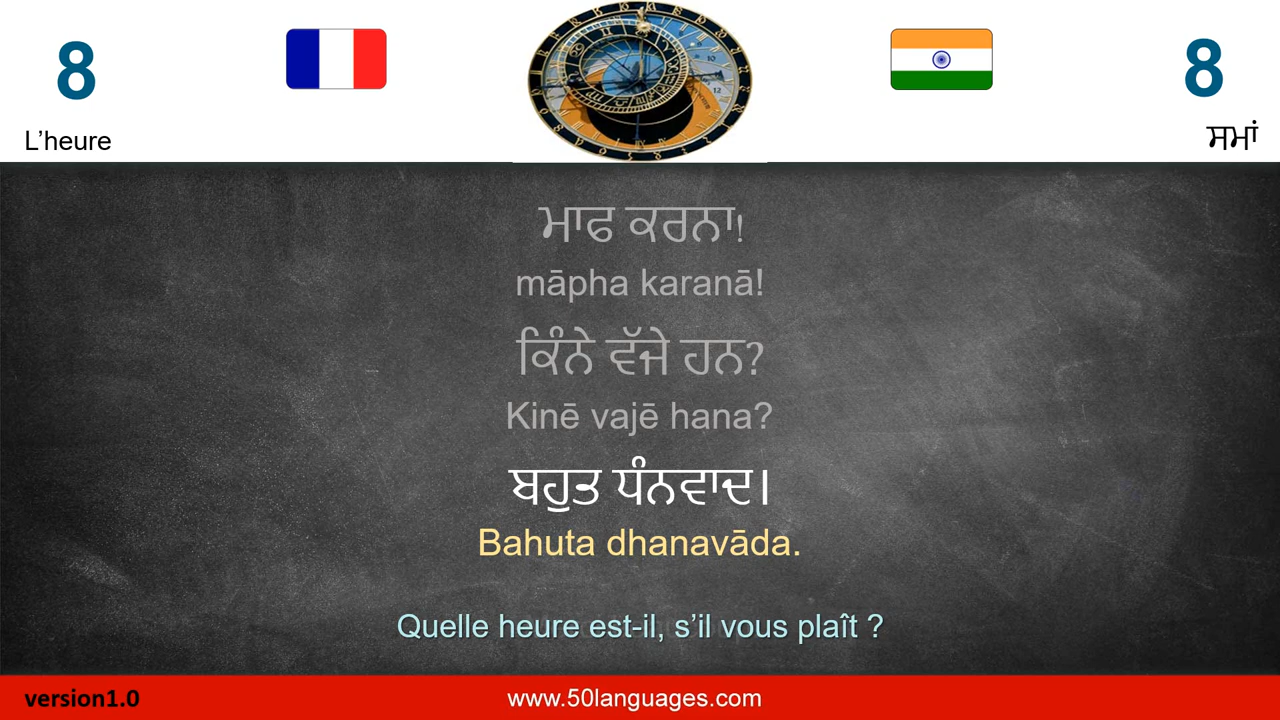 8
8
L’heure
ਸਮਾਂ
ਮਾਫ ਕਰਨਾ!
māpha karanā!
ਕਿੰਨੇ ਵੱਜੇ ਹਨ?
Kinē vajē hana?
ਬਹੁਤ ਧੰਨਵਾਦ।
Bahuta dhanavāda.
Quelle heure est-il, s’il vous plaît ?
version1.0
www.50languages.com